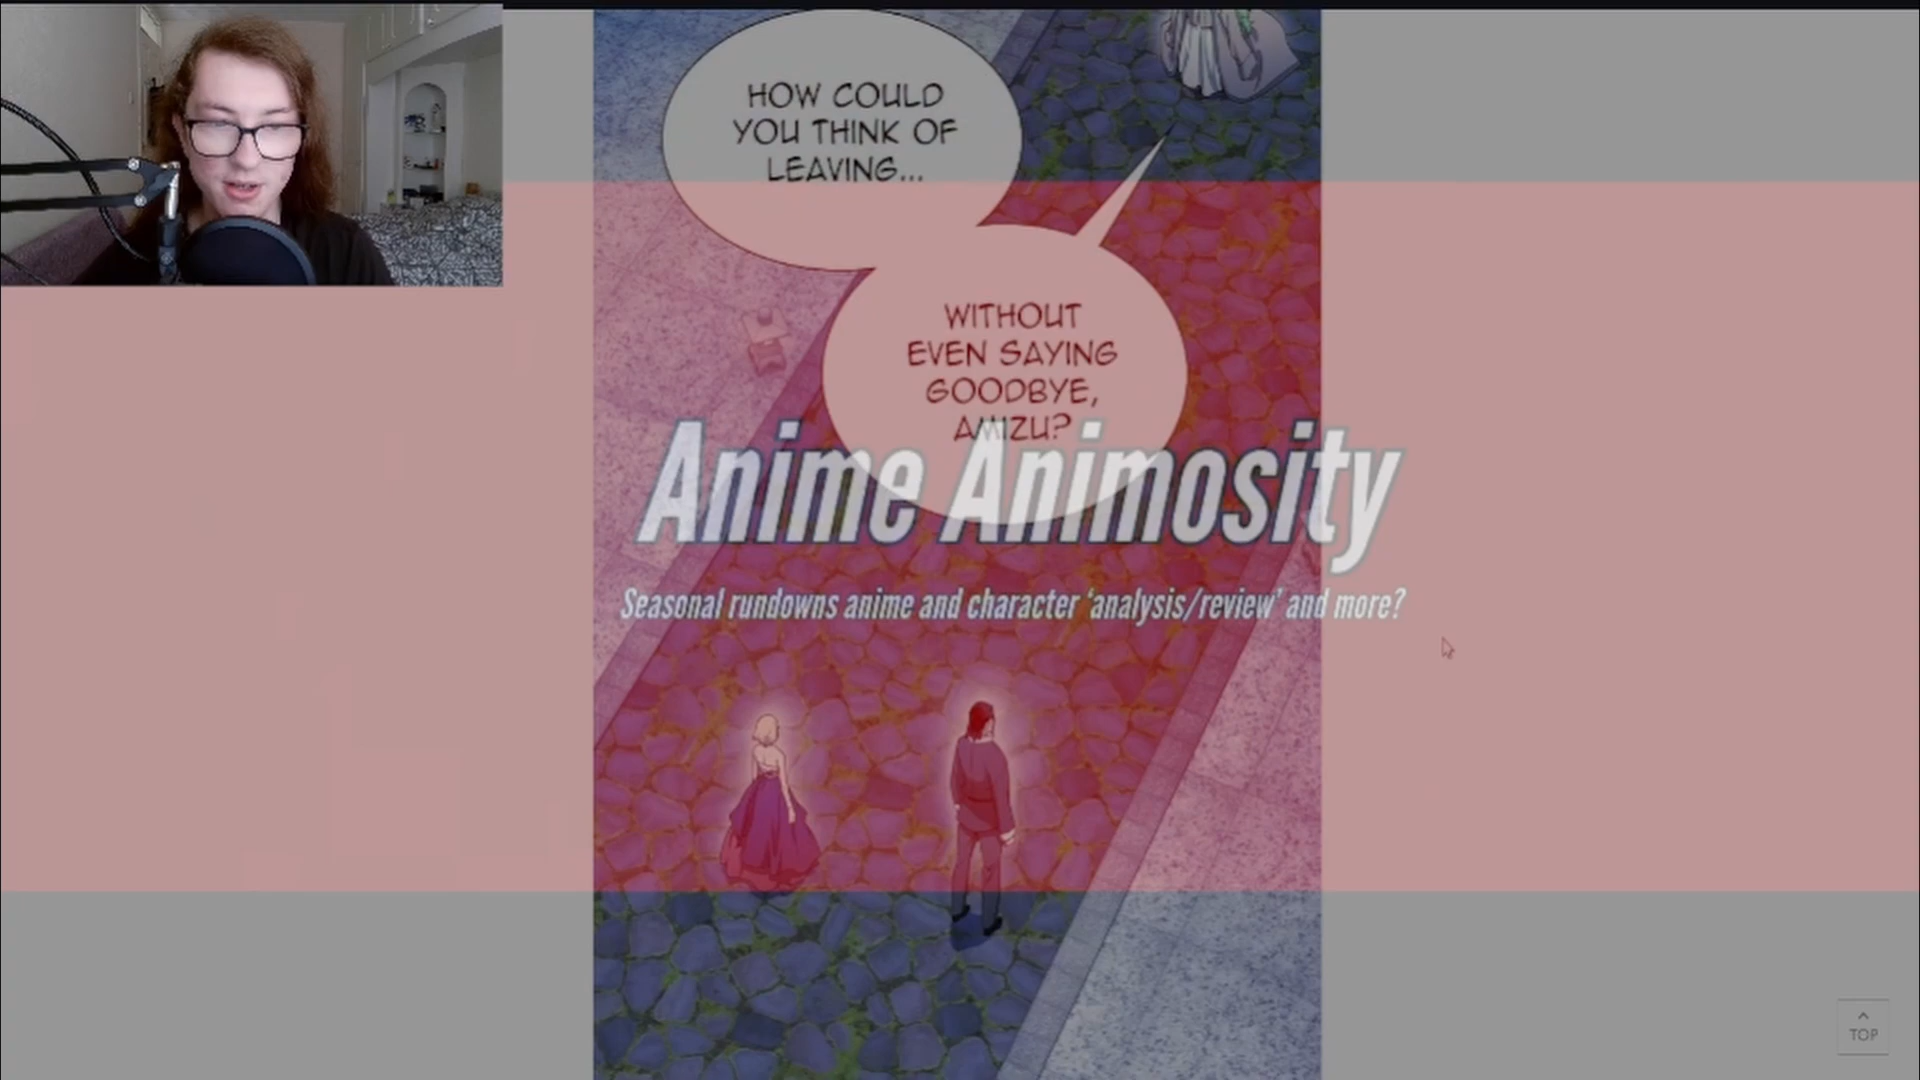 HOW COULD
YOU THINK OF
LEAVING...
WITHOUT
EVEN SAYING
GOODBYE,
AMIZU?
Anime Animosity
Seasonal rundowns anime and character 'analysis/review' and more?
TOP